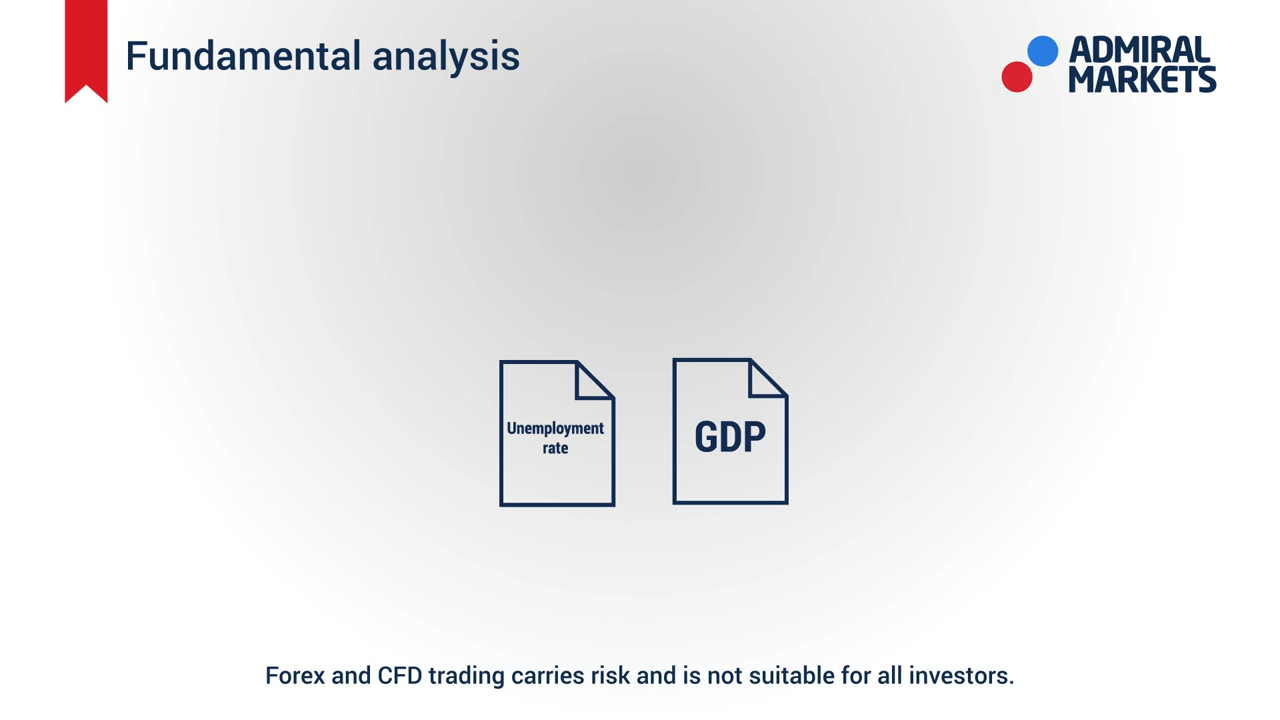 Fundamental analysis
ADMIRAL
MARKETS
Unemployment
rate
GDP
Forex and CFD trading carries risk and is not suitable for all investors.